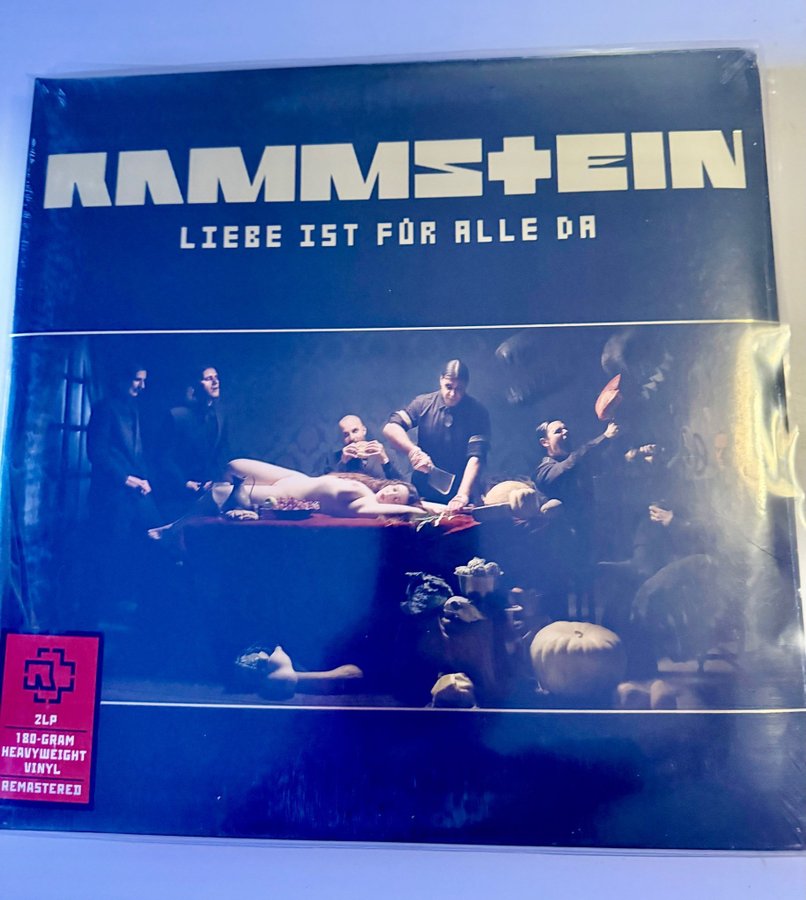 RAMMSTEIN
LIEBE IST FÜR ALLE DA
2LP
180-GRAM
HEAVYWEIGHT
VINYL
REMASTERED